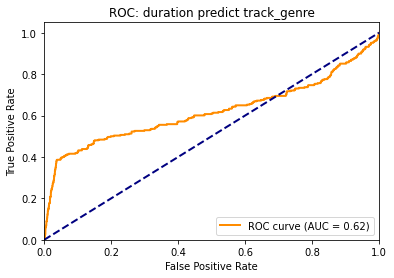 ROC: duration predict track_genre
True Positive Rate
1.0
0.8
0.6
0.4
0.2
0.0
ROC curve (AUC = 0.62)
0.0 0.2 0.4 0.6 0.8 1.0
False Positive Rate